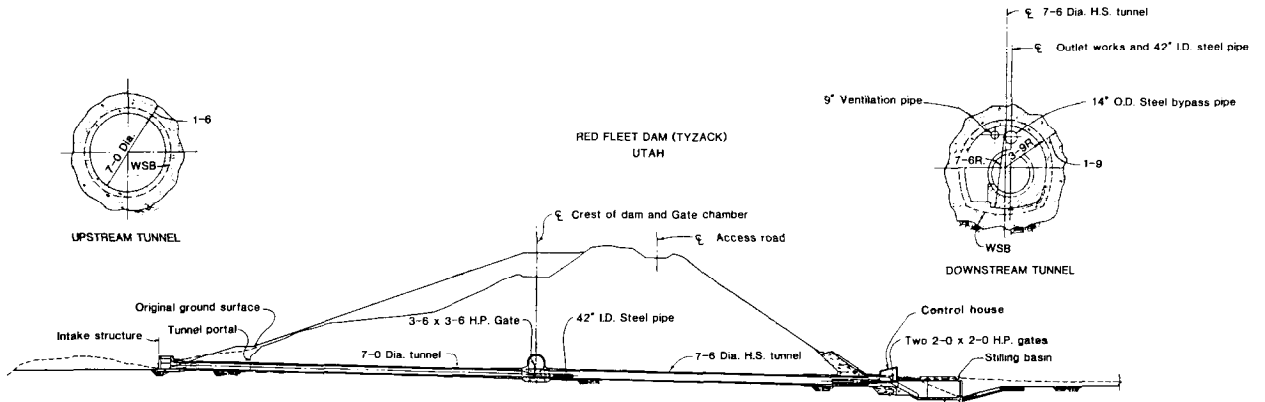 ℄ 7-6 Dia. H.S. tunnel
℄ Outlet works and 42" I.D. steel pipe
9" Ventilation pipe
14" O.D. Steel bypass pipe
1-6
7-0 Dia.
WSB
UPSTREAM TUNNEL
RED FLEET DAM (TYZACK)
UTAH
7-6R.
3-9R.
1-9
WSB
DOWNSTREAM TUNNEL
℄ Crest of dam and Gate chamber
℄ Access road
Original ground surface
Intake structure
Tunnel portal
3-6 x 3-6 H.P. Gate
42" I.D. Steel pipe
Control house
7-0 Dia. tunnel
7-6 Dia. H.S. tunnel
Two 2-0 x 2-0 H.P. gates
Stilling basin